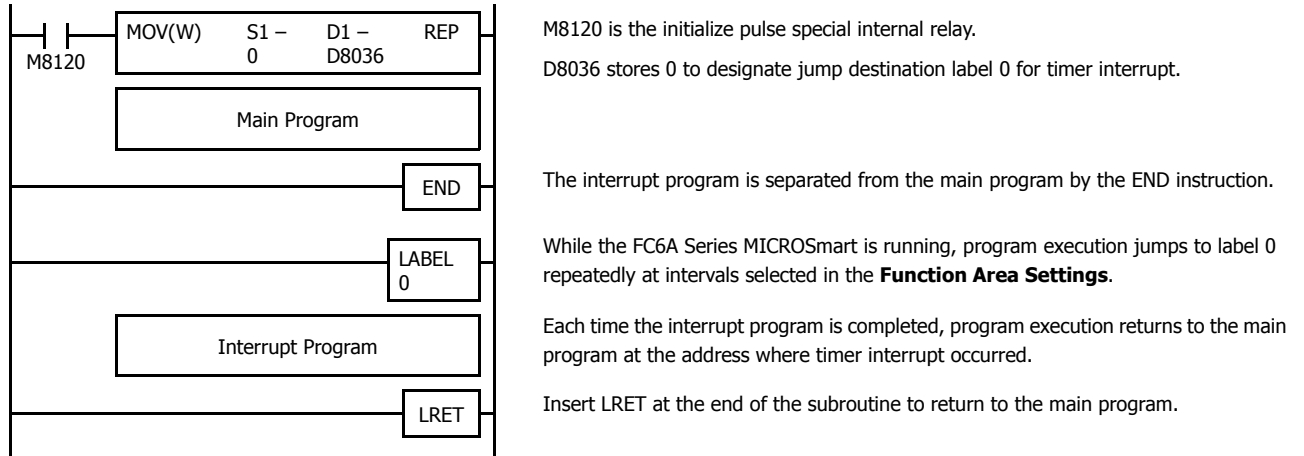 MOV(W) S1 – D1 – REP
0 D8036
M8120
M8120 is the initialize pulse special internal relay.
D8036 stores 0 to designate jump destination label 0 for timer interrupt.
Main Program
END
The interrupt program is separated from the main program by the END instruction.
LABEL
0
While the FC6A Series MICROSmart is running, program execution jumps to label 0
repeatedly at intervals selected in the Function Area Settings.
Interrupt Program
Each time the interrupt program is completed, program execution returns to the main
program at the address where timer interrupt occurred.
LRET
Insert LRET at the end of the subroutine to return to the main program.